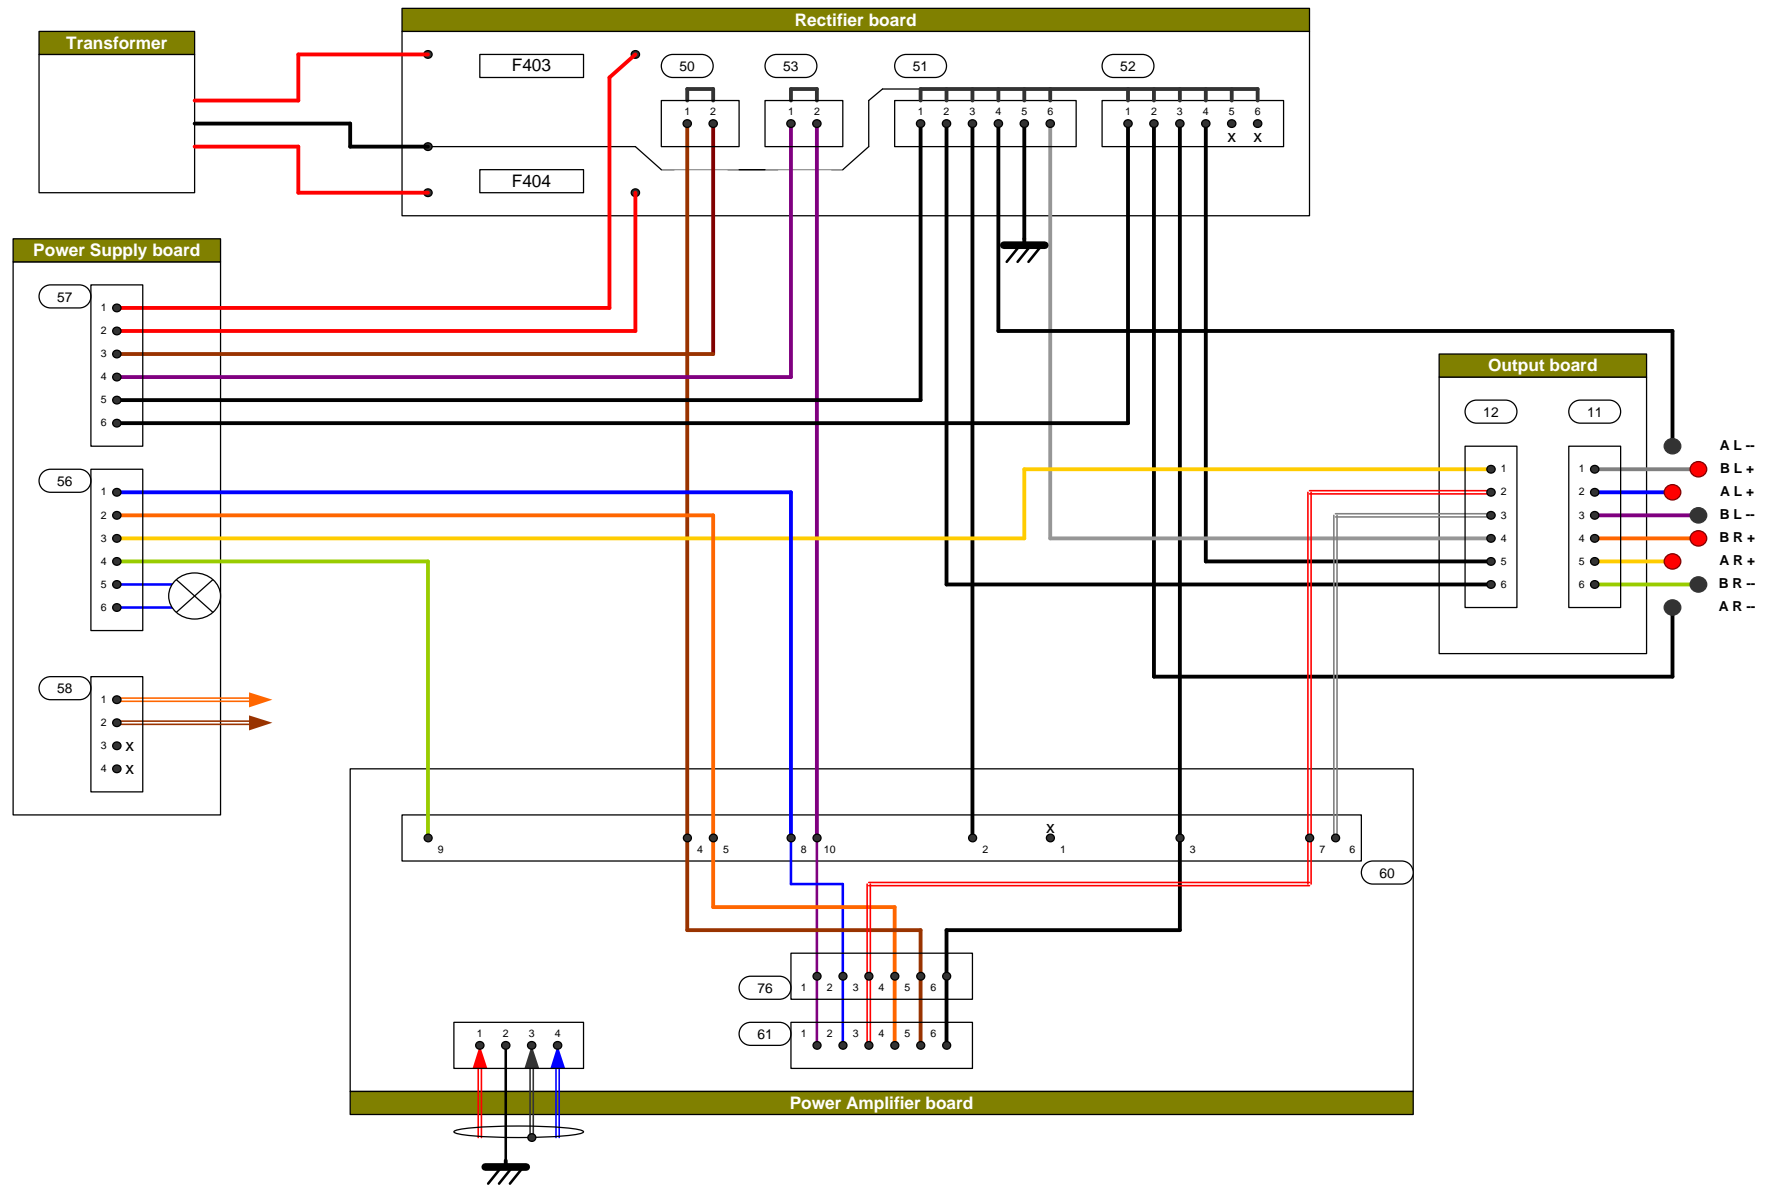 Rectifier board
Transformer
F403
50
53
51
52
1 2
1 2
1 2 3 4 5 6
1 2 3 4 5 6
X X
F404
Power Supply board
57
1
2
3
4
5
6
56
1
2
3
4
5
6
58
1
2
3 X
4 X
Output board
12
11
1
2
3
4
5
6
1
2
3
4
5
6
A L --
B L +
A L +
B L --
B R +
A R +
B R --
A R --
X
9 4 5 8 10 2 1 3 7 6
60
76
1 2 3 4 5 6
61
1 2 3 4 5 6
1 2 3 4
Power Amplifier board